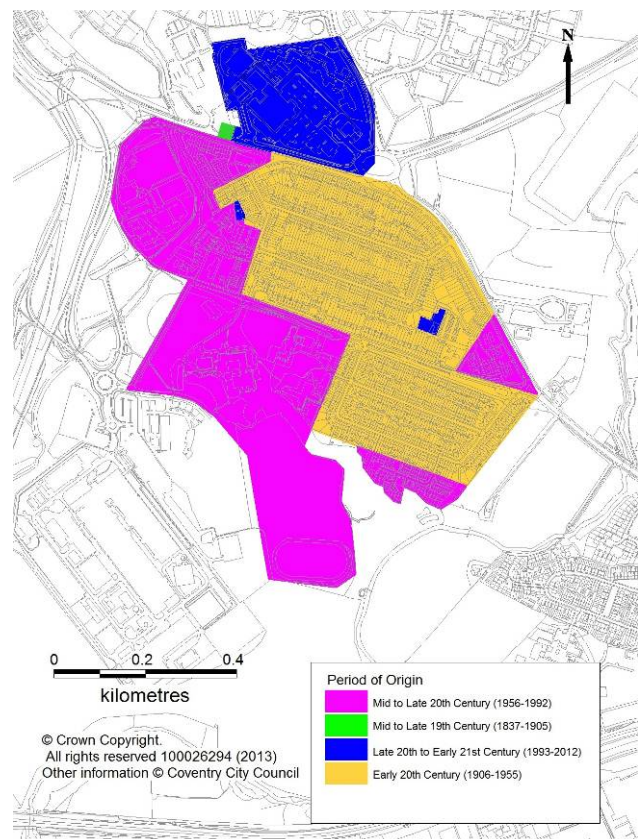 N
0 0.2 0.4
kilometres
Period of Origin
Mid to Late 20th Century (1956-1992)
Mid to Late 19th Century (1837-1905)
Late 20th to Early 21st Century (1993-2012)
Early 20th Century (1906-1955)
© Crown Copyright.
All rights reserved 100026294 (2013)
Other information © Coventry City Council